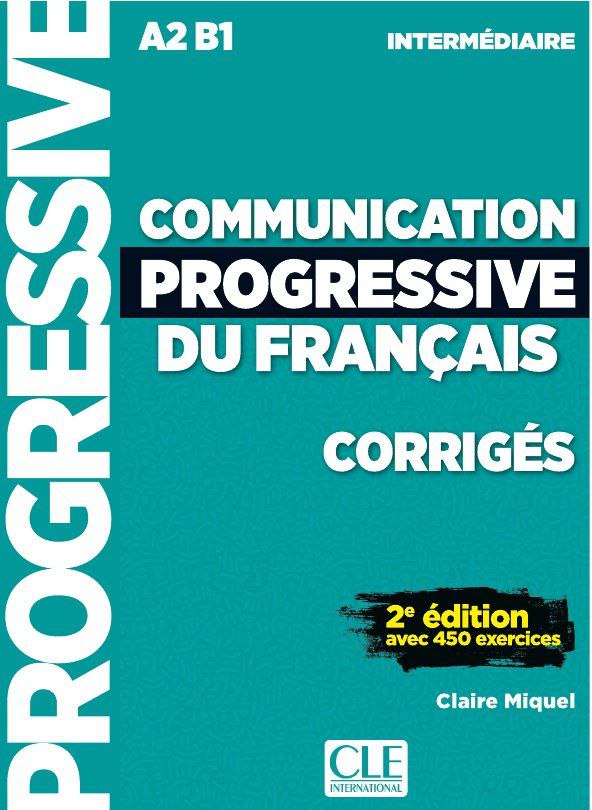 PROGRESSIVE
A2 B1
INTERMÉDIAIRE
COMMUNICATION
PROGRESSIVE
DU FRANÇAIS
CORRIGÉS
2e édition
avec 450 exercices
Claire Miquel
CLE
INTERNATIONAL